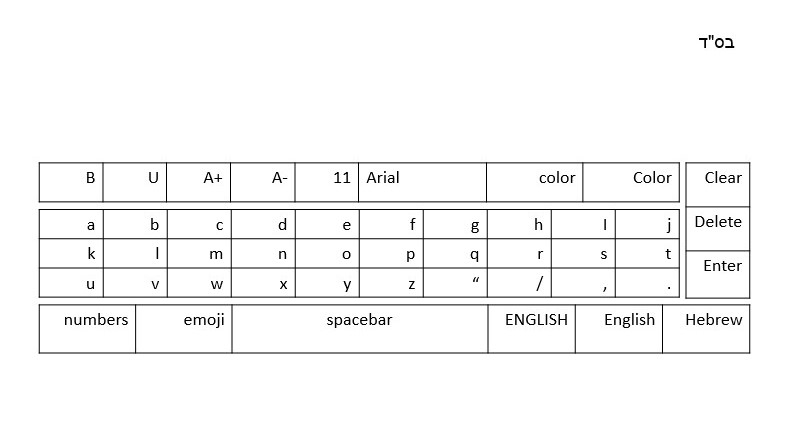 בס"ד
B U A+ A- 11 Arial color Color Clear
a b c d e f g h I j Delete
k l m n o p q r s t Enter
u v w x y z “ / , .
numbers emoji spacebar ENGLISH English Hebrew